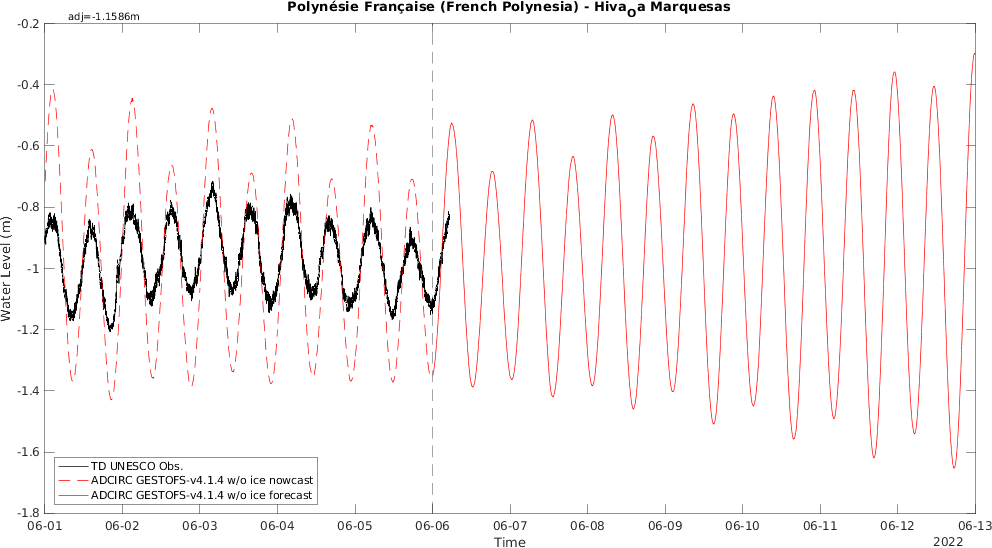 Polynésie Française (French Polynesia) - HivaOa Marquesas
adj=-1.1586m
-0.2
-0.4
-0.6
-0.8
-1
-1.2
-1.4
-1.6
-1.8
Water Level (m)
TD UNESCO Obs.
ADCIRC GESTOFS-v4.1.4 w/o ice nowcast
ADCIRC GESTOFS-v4.1.4 w/o ice forecast
06-01 06-02 06-03 06-04 06-05 06-06 06-07 06-08 06-09 06-10 06-11 06-12 06-13
Time
2022